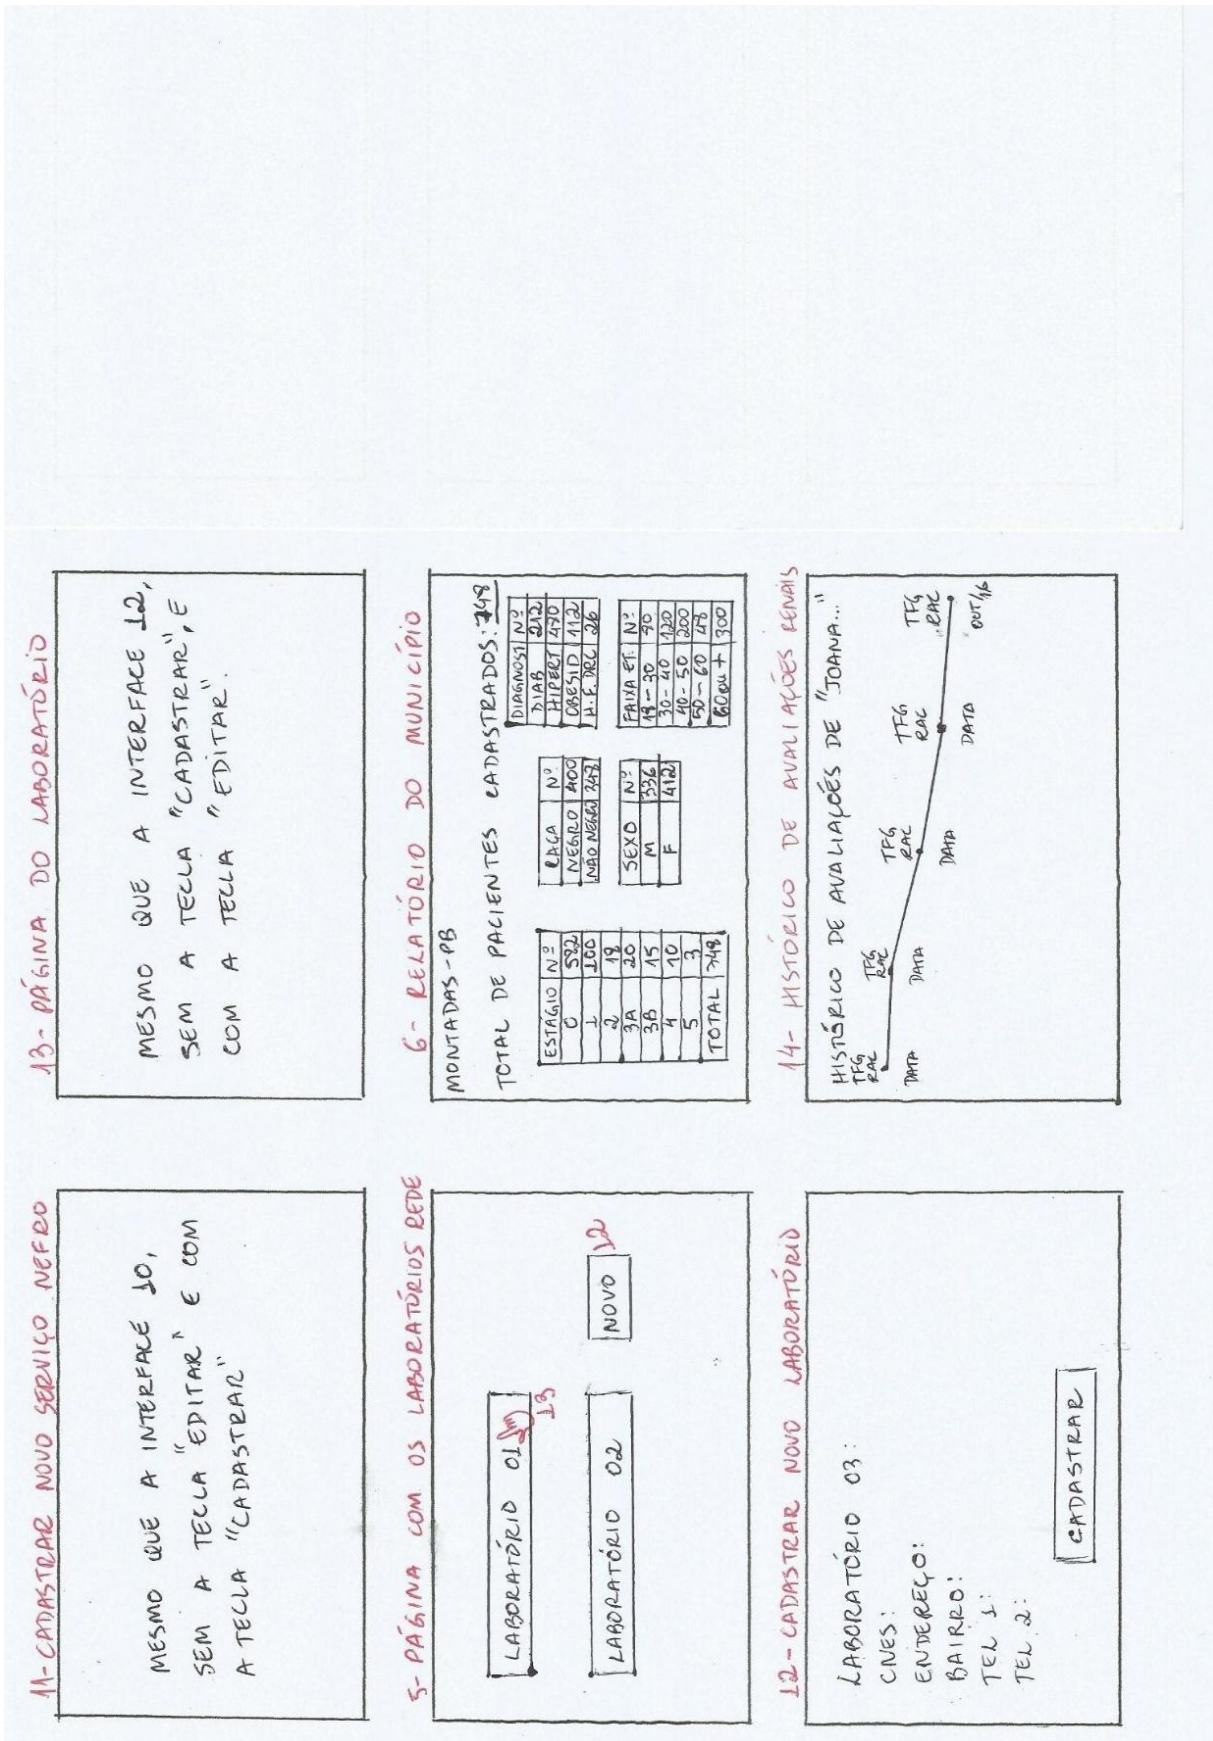 11- CADASTRAR NOVO SERVIÇO NEFRO
MESMO QUE A INTERFACE 10,
SEM A TECLA "EDITAR" E COM
A TECLA "CADASTRAR"
13- PÁGINA DO LABORATÓRIO
MESMO QUE A INTERFACE 12,
SEM A TECLA "CADASTRAR", E
COM A TECLA "EDITAR".
5- PÁGINA COM OS LABORATÓRIOS REDE
LABORATÓRIO 01
13
LABORATÓRIO 02
NOVO 12
6- RELATÓRIO DO MUNICÍPIO
MONTADAS-PB
TOTAL DE PACIENTES CADASTRADOS: 748
ESTÁGIO Nº
0 582
1 100
2 18
3A 20
3B 15
4 10
5 3
TOTAL 748
RAÇA Nº
NEGRO 400
NÃO NEGRO 348
SEXO Nº
M 336
F 412
DIAGNOST Nº
DIAB 212
HIPERT 470
OBESID 112
H.F. DRC 26
FAIXA ET. Nº
18-30 90
30-40 120
40-50 200
50-60 48
60 ou + 300
12- CADASTRAR NOVO LABORATÓRIO
LABORATÓRIO 03:
CNES:
ENDEREÇO:
BAIRRO:
TEL 1:
TEL 2:
CADASTRAR
14- HISTÓRICO DE AVALIAÇÕES RENAIS
HISTÓRICO DE AVALIAÇÕES DE "JOANA..."
TFG
RAC
DATA
TFG
RAC
DATA
TFG
RAC
DATA
TFG
RAC
DATA
TFG
RAC
OUT/16